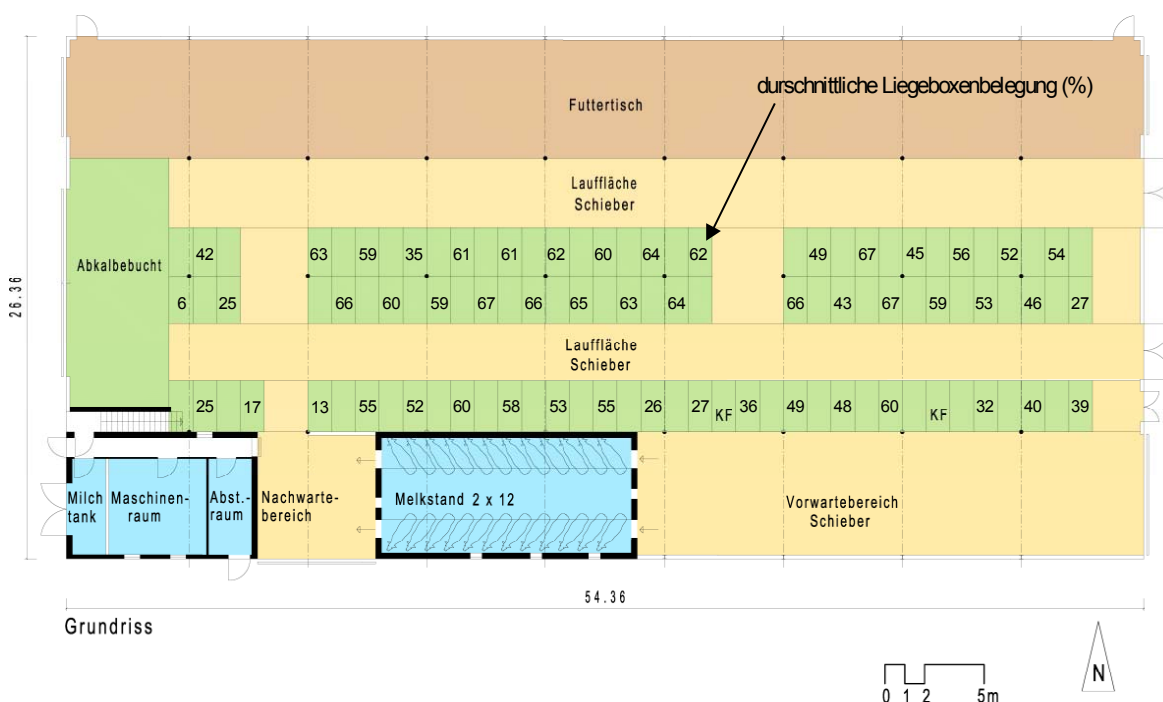 durschnittliche Liegeboxenbelegung (%)
Futtertisch
Lauffläche
Schieber
Abkalbebucht
42 63 59 35 61 61 62 60 64 62 49 67 45 56 52 54
6 25 66 60 59 67 66 65 63 64 66 43 67 59 53 46 27
26.36
Lauffläche
Schieber
25 17 13 55 52 60 58 53 55 26 27 KF 36 49 48 60 KF 32 40 39
Milch
tank
Maschinen-
raum
Abst.-
raum
Nachwarte-
bereich
Melkstand 2 x 12
Vorwartebereich
Schieber
54.36
Grundriss
N
0 1 2 5m